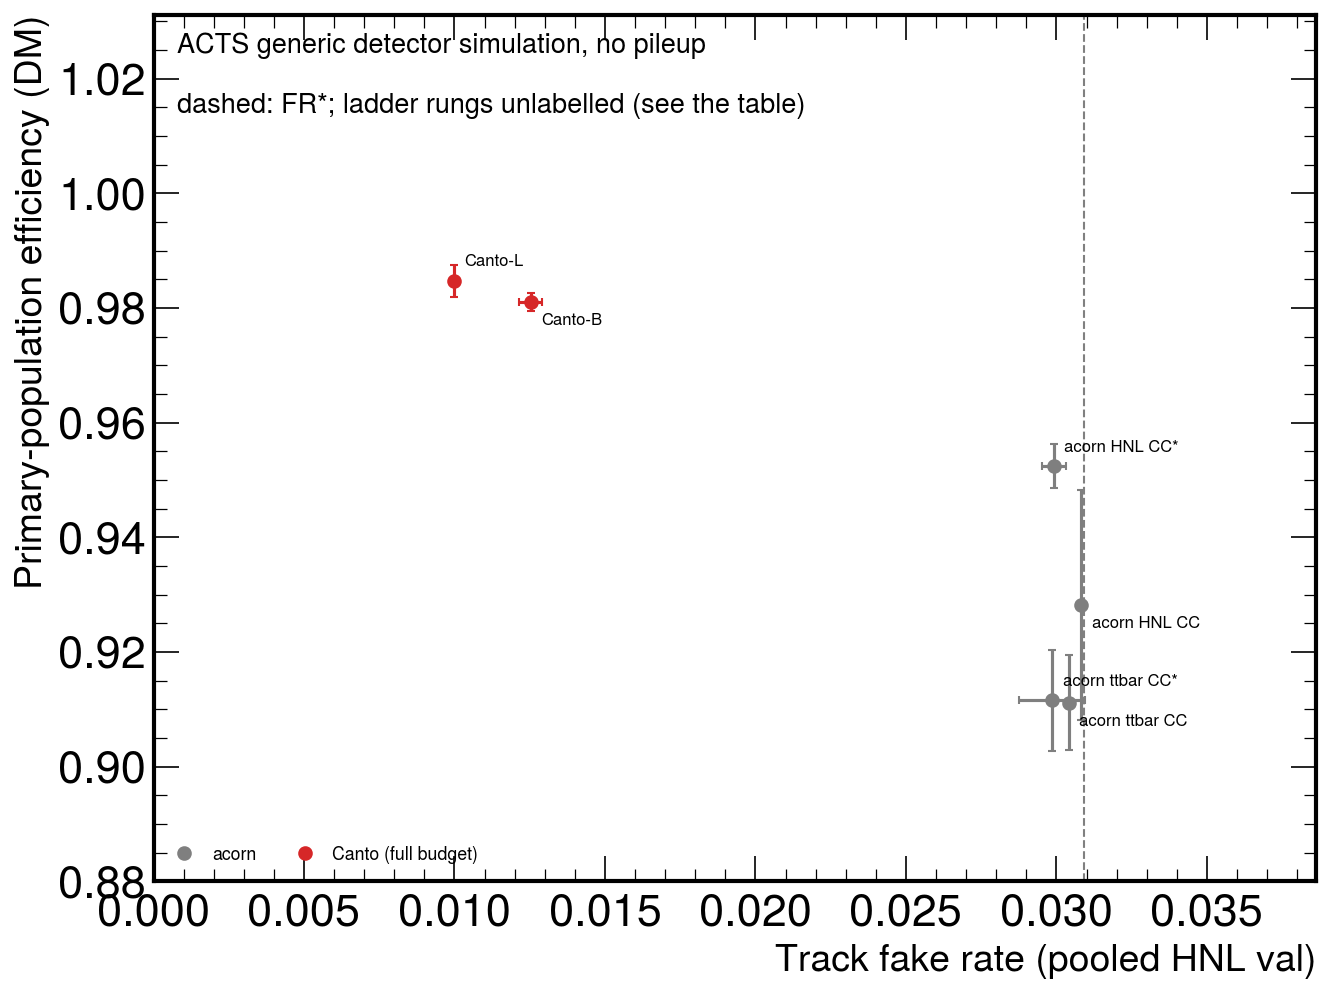 ACTS generic detector simulation, no pileup
dashed: FR*; ladder rungs unlabelled (see the table)
Primary-population efficiency (DM)
1.02
1.00
0.98
0.96
0.94
0.92
0.90
0.88
Canto-L
Canto-B
acorn HNL CC*
acorn HNL CC
acorn ttbar CC*
acorn ttbar CC
acorn
Canto (full budget)
0.000 0.005 0.010 0.015 0.020 0.025 0.030 0.035
Track fake rate (pooled HNL val)